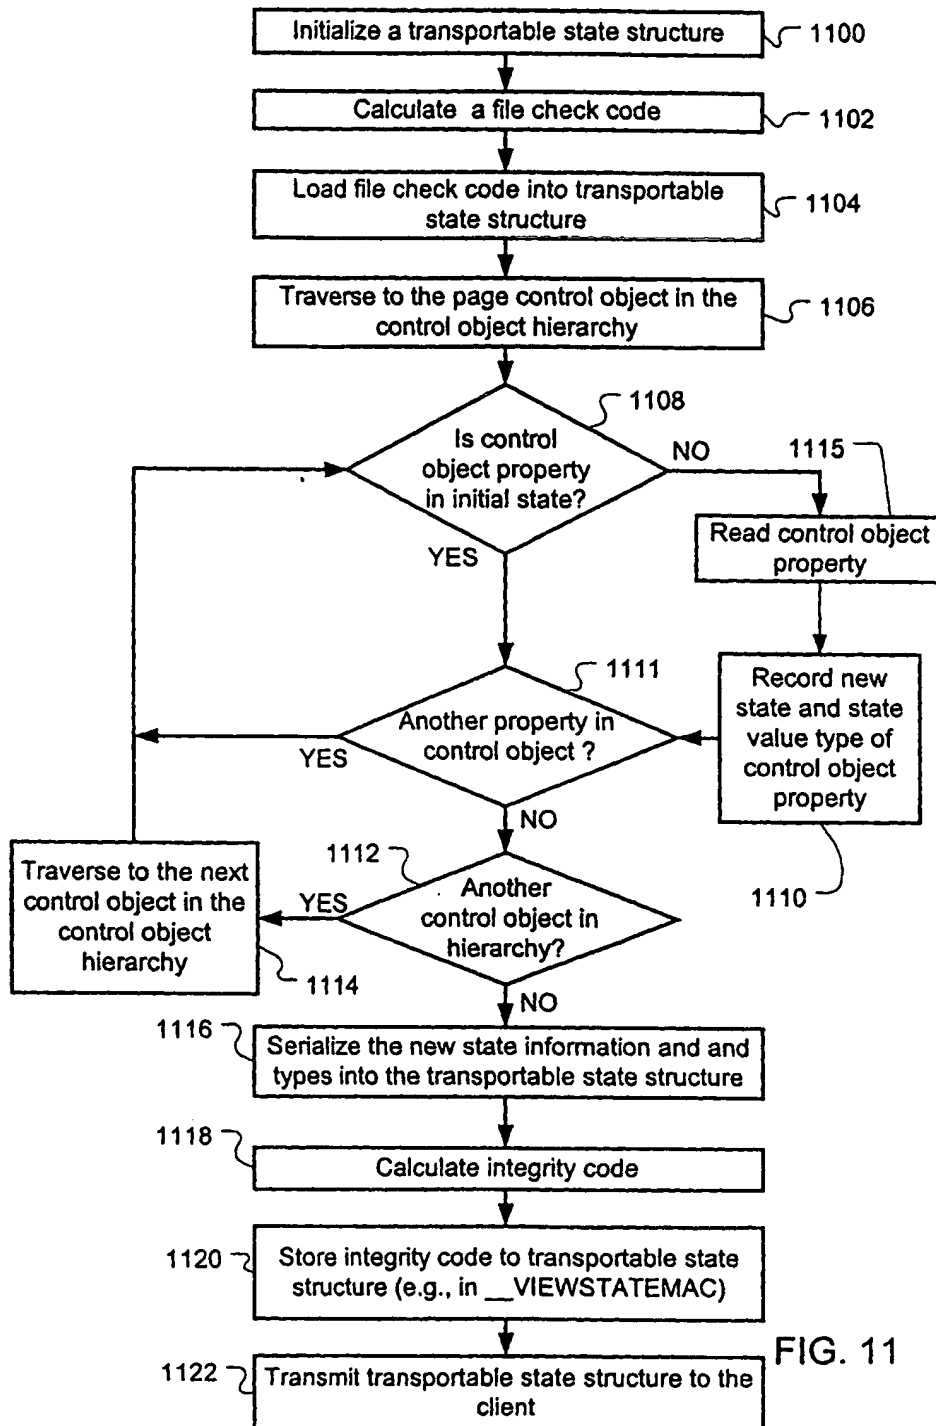 Initialize a transportable state structure
1100
Calculate a file check code
1102
Load file check code into transportable
state structure
1104
Traverse to the page control object in the
control object hierarchy
1106
1108
Is control
object property
in initial state?
NO
YES
1115
Read control object
property
1111
Another property in
control object ?
YES
NO
Record new
state and state
value type of
control object
property
1110
1112
Another
control object in
hierarchy?
YES
NO
Traverse to the next
control object in the
control object
hierarchy
1114
1116
Serialize the new state information and and
types into the transportable state structure
1118
Calculate integrity code
1120
Store integrity code to transportable state
structure (e.g., in __VIEWSTATEMAC)
1122
Transmit transportable state structure to the
client
FIG. 11